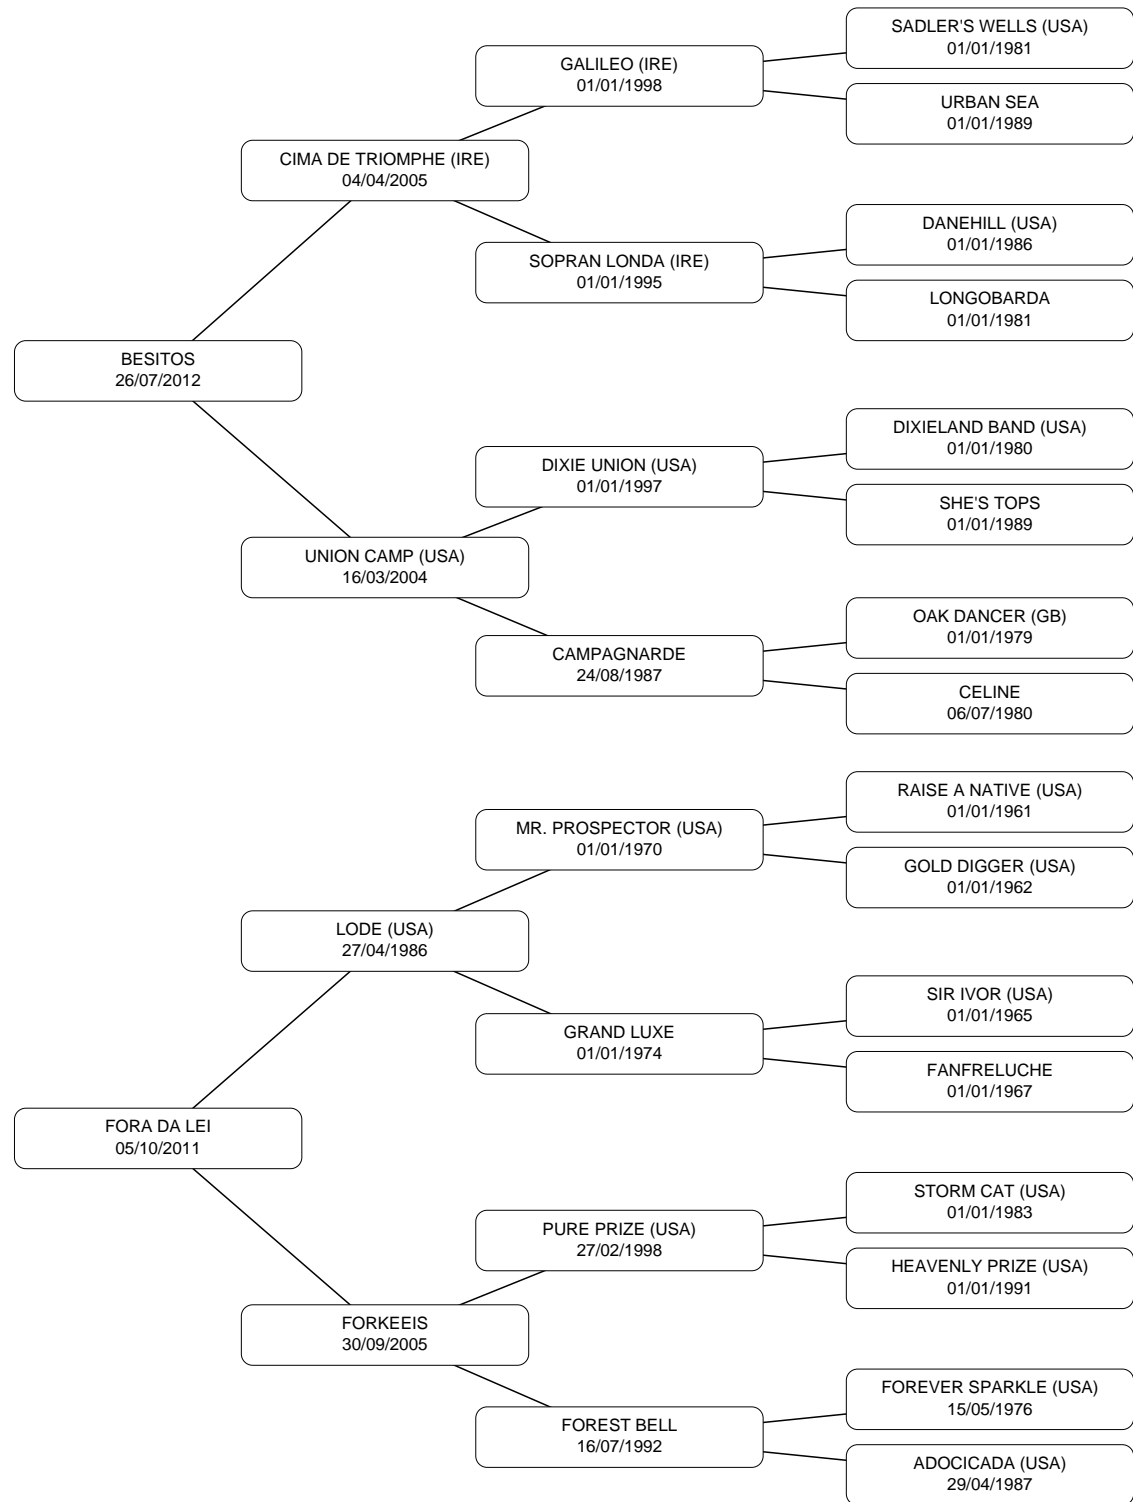 SADLER'S WELLS (USA)
01/01/1981
GALILEO (IRE)
01/01/1998
URBAN SEA
01/01/1989
CIMA DE TRIOMPHE (IRE)
04/04/2005
DANEHILL (USA)
01/01/1986
SOPRAN LONDA (IRE)
01/01/1995
LONGOBARDA
01/01/1981
BESITOS
26/07/2012
DIXIELAND BAND (USA)
01/01/1980
DIXIE UNION (USA)
01/01/1997
SHE'S TOPS
01/01/1989
UNION CAMP (USA)
16/03/2004
OAK DANCER (GB)
01/01/1979
CAMPAGNARDE
24/08/1987
CELINE
06/07/1980
RAISE A NATIVE (USA)
01/01/1961
MR. PROSPECTOR (USA)
01/01/1970
GOLD DIGGER (USA)
01/01/1962
LODE (USA)
27/04/1986
SIR IVOR (USA)
01/01/1965
GRAND LUXE
01/01/1974
FANFRELUCHE
01/01/1967
FORA DA LEI
05/10/2011
STORM CAT (USA)
01/01/1983
PURE PRIZE (USA)
27/02/1998
HEAVENLY PRIZE (USA)
01/01/1991
FORKEEIS
30/09/2005
FOREVER SPARKLE (USA)
15/05/1976
FOREST BELL
16/07/1992
ADOCICADA (USA)
29/04/1987